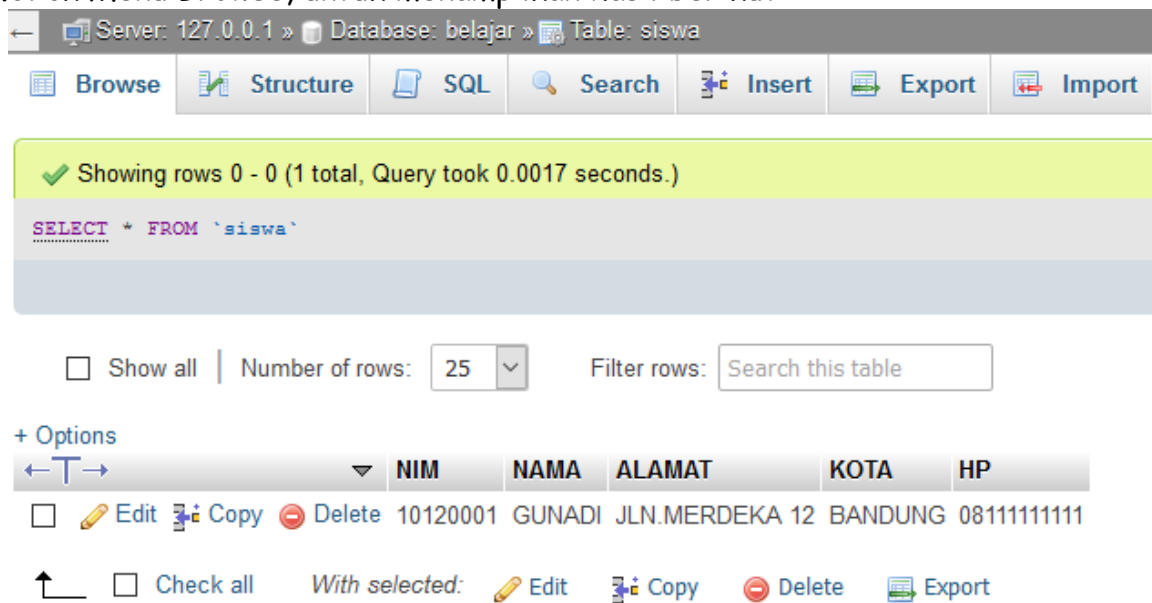 Server: 127.0.0.1 » Database: belajar » Table: siswa
Browse Structure SQL Search Insert Export Import
Showing rows 0 - 0 (1 total, Query took 0.0017 seconds.)
SELECT * FROM `siswa`
Show all Number of rows: 25 Filter rows: Search this table
+ Options
←T→ NIM NAMA ALAMAT KOTA HP
Edit Copy Delete 10120001 GUNADI JLN.MERDEKA 12 BANDUNG 08111111111
Check all With selected: Edit Copy Delete Export